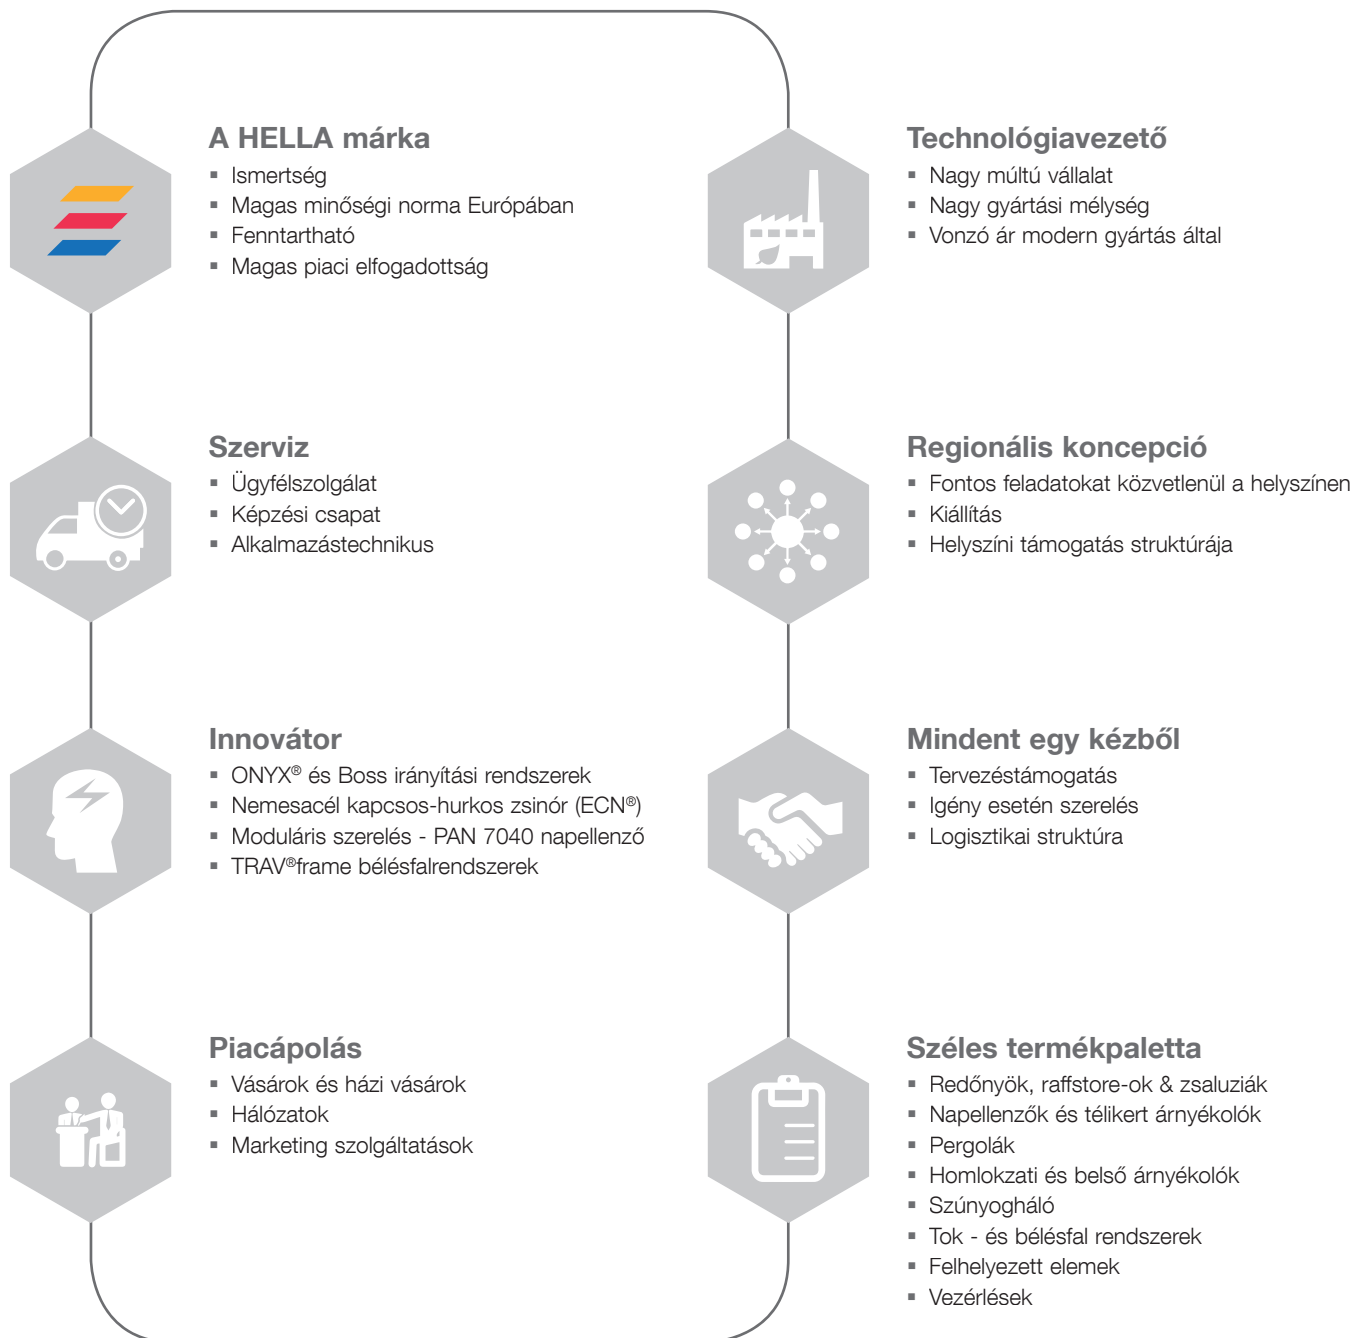 A HELLA márka
▪ Ismertség
▪ Magas minőségi norma Európában
▪ Fenntartható
▪ Magas piaci elfogadottság
Szerviz
▪ Ügyfélszolgálat
▪ Képzési csapat
▪ Alkalmazástechnikus
Innovátor
▪ ONYX® és Boss irányítási rendszerek
▪ Nemesacél kapcsos-hurkos zsinór (ECN®)
▪ Moduláris szerelés - PAN 7040 napellenző
▪ TRAV®frame bélésfalrendszerek
Piacápolás
▪ Vásárok és házi vásárok
▪ Hálózatok
▪ Marketing szolgáltatások
Technológiavezető
▪ Nagy múltú vállalat
▪ Nagy gyártási mélység
▪ Vonzó ár modern gyártás által
Regionális koncepció
▪ Fontos feladatokat közvetlenül a helyszínen
▪ Kiállítás
▪ Helyszíni támogatás struktúrája
Mindent egy kézből
▪ Tervezéstámogatás
▪ Igény esetén szerelés
▪ Logisztikai struktúra
Széles termékpaletta
▪ Redőnyök, raffstore-ok & zsaluziák
▪ Napellenzők és télikert árnyékolók
▪ Pergolák
▪ Homlokzati és belső árnyékolók
▪ Szúnyogháló
▪ Tok - és bélésfal rendszerek
▪ Felhelyezett elemek
▪ Vezérlések